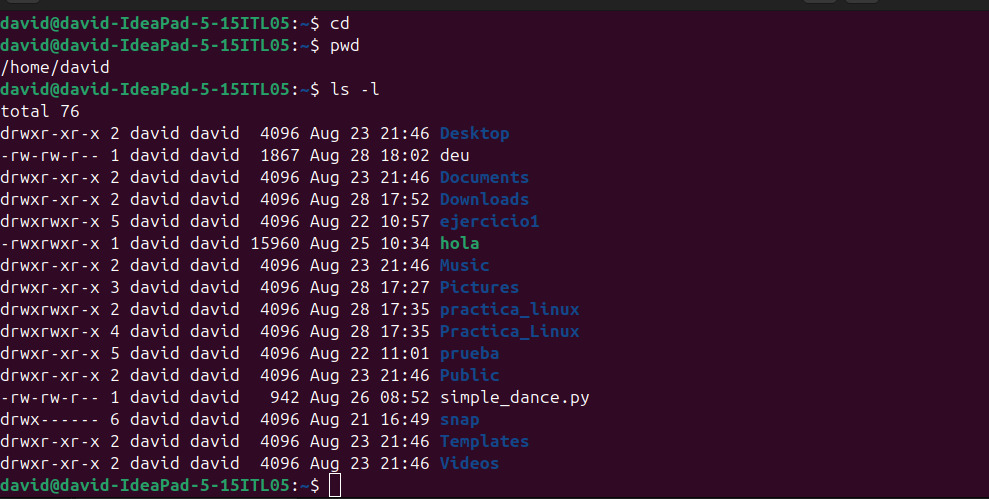 david@david-IdeaPad-5-15ITL05:~$ cd
david@david-IdeaPad-5-15ITL05:~$ pwd
/home/david
david@david-IdeaPad-5-15ITL05:~$ ls -l
total 76
drwxr-xr-x 2 david david  4096 Aug 23 21:46 Desktop
-rw-rw-r-- 1 david david  1867 Aug 28 18:02 deu
drwxr-xr-x 2 david david  4096 Aug 23 21:46 Documents
drwxr-xr-x 2 david david  4096 Aug 28 17:52 Downloads
drwxrwxr-x 5 david david  4096 Aug 22 10:57 ejercicio1
-rwxrwxr-x 1 david david 15960 Aug 25 10:34 hola
drwxr-xr-x 2 david david  4096 Aug 23 21:46 Music
drwxr-xr-x 3 david david  4096 Aug 28 17:27 Pictures
drwxrwxr-x 2 david david  4096 Aug 28 17:35 practica_linux
drwxrwxr-x 4 david david  4096 Aug 28 17:35 Practica_Linux
drwxr-xr-x 5 david david  4096 Aug 22 11:01 prueba
drwxr-xr-x 2 david david  4096 Aug 23 21:46 Public
-rw-rw-r-- 1 david david   942 Aug 26 08:52 simple_dance.py
drwx------ 6 david david  4096 Aug 21 16:49 snap
drwxr-xr-x 2 david david  4096 Aug 23 21:46 Templates
drwxr-xr-x 2 david david  4096 Aug 23 21:46 Videos
david@david-IdeaPad-5-15ITL05:~$